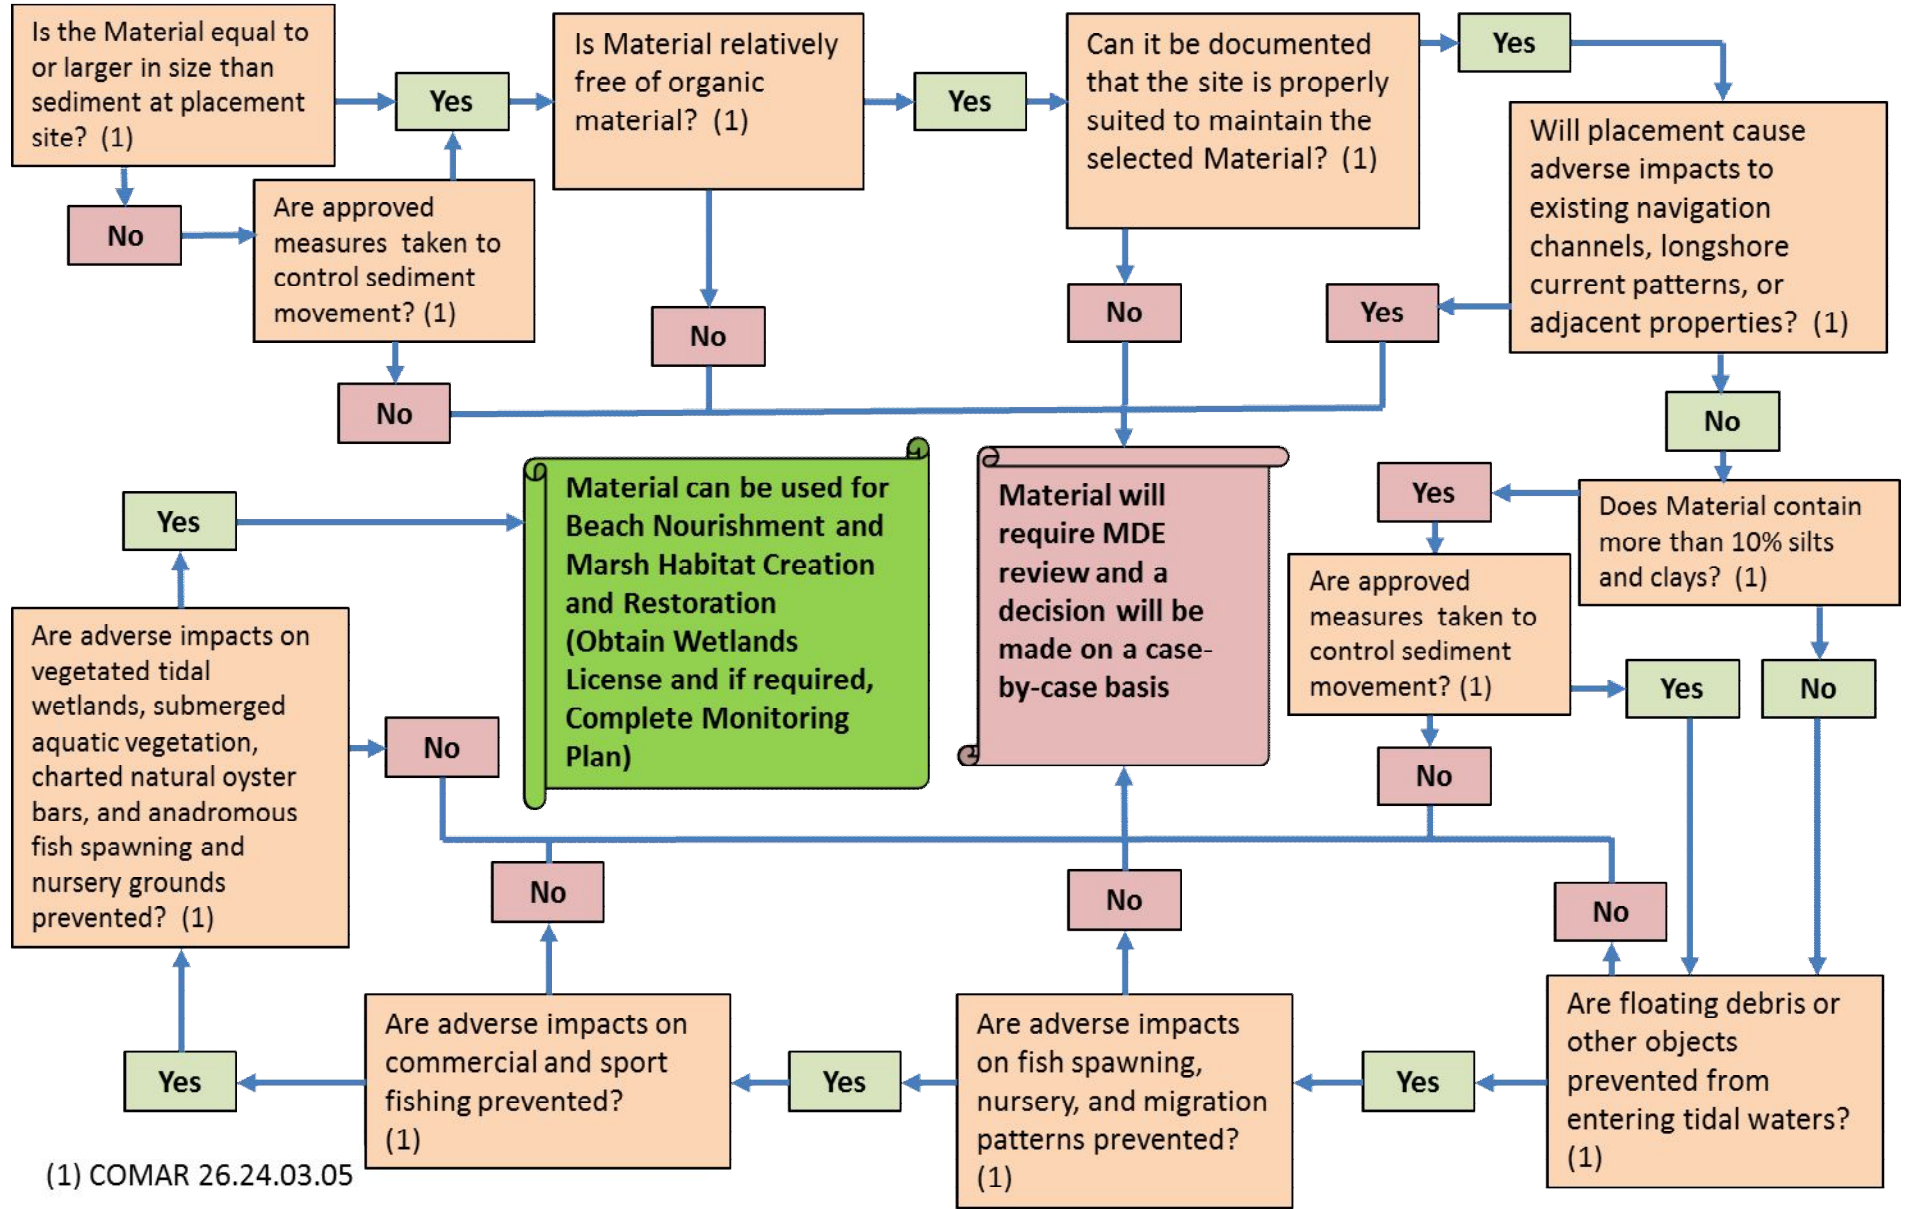 Is the Material equal to
or larger in size than
sediment at placement
site? (1)
Yes
No
Are approved
measures taken to
control sediment
movement? (1)
No
Is Material relatively
free of organic
material? (1)
Yes
No
Can it be documented
that the site is properly
suited to maintain the
selected Material? (1)
Yes
No
Will placement cause
adverse impacts to
existing navigation
channels, longshore
current patterns, or
adjacent properties? (1)
Yes
No
Does Material contain
more than 10% silts
and clays? (1)
Yes
No
Are approved
measures taken to
control sediment
movement? (1)
Yes
No
Are floating debris or
other objects
prevented from
entering tidal waters?
(1)
No
Yes
Are adverse impacts
on fish spawning,
nursery, and migration
patterns prevented?
(1)
No
Yes
Are adverse impacts on
commercial and sport
fishing prevented?
(1)
No
Yes
Are adverse impacts on
vegetated tidal
wetlands, submerged
aquatic vegetation,
charted natural oyster
bars, and anadromous
fish spawning and
nursery grounds
prevented? (1)
No
Yes
Material can be used for
Beach Nourishment and
Marsh Habitat Creation
and Restoration
(Obtain Wetlands
License and if required,
Complete Monitoring
Plan)
Material will
require MDE
review and a
decision will be
made on a case-
by-case basis
(1) COMAR 26.24.03.05